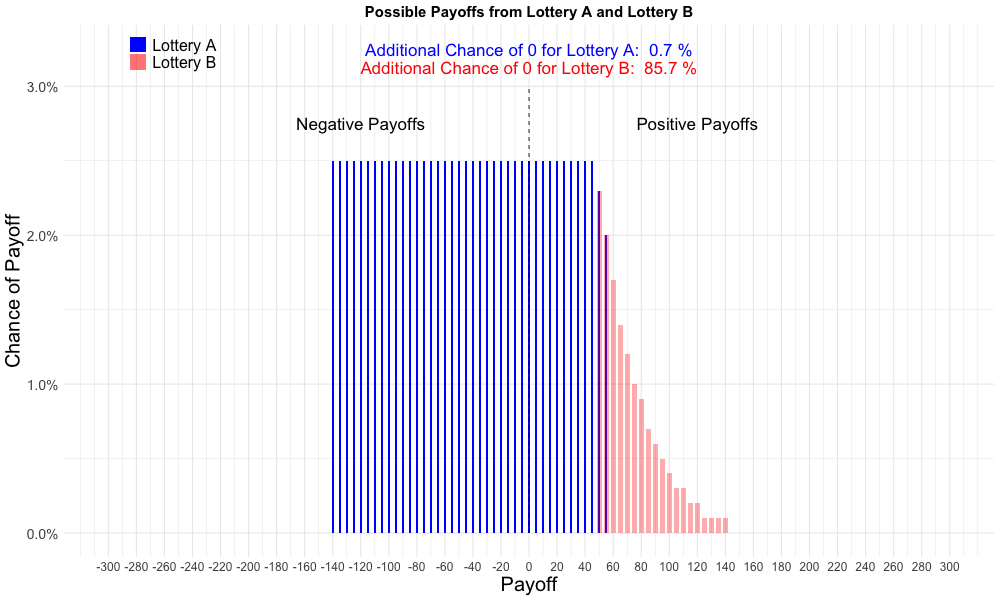 Possible Payoffs from Lottery A and Lottery B
Lottery A
Lottery B
Additional Chance of 0 for Lottery A:  0.7 %
Additional Chance of 0 for Lottery B:  85.7 %
Negative Payoffs
Positive Payoffs
Chance of Payoff
3.0%
2.0%
1.0%
0.0%
-300 -280 -260 -240 -220 -200 -180 -160 -140 -120 -100 -80 -60 -40 -20 0 20 40 60 80 100 120 140 160 180 200 220 240 260 280 300
Payoff